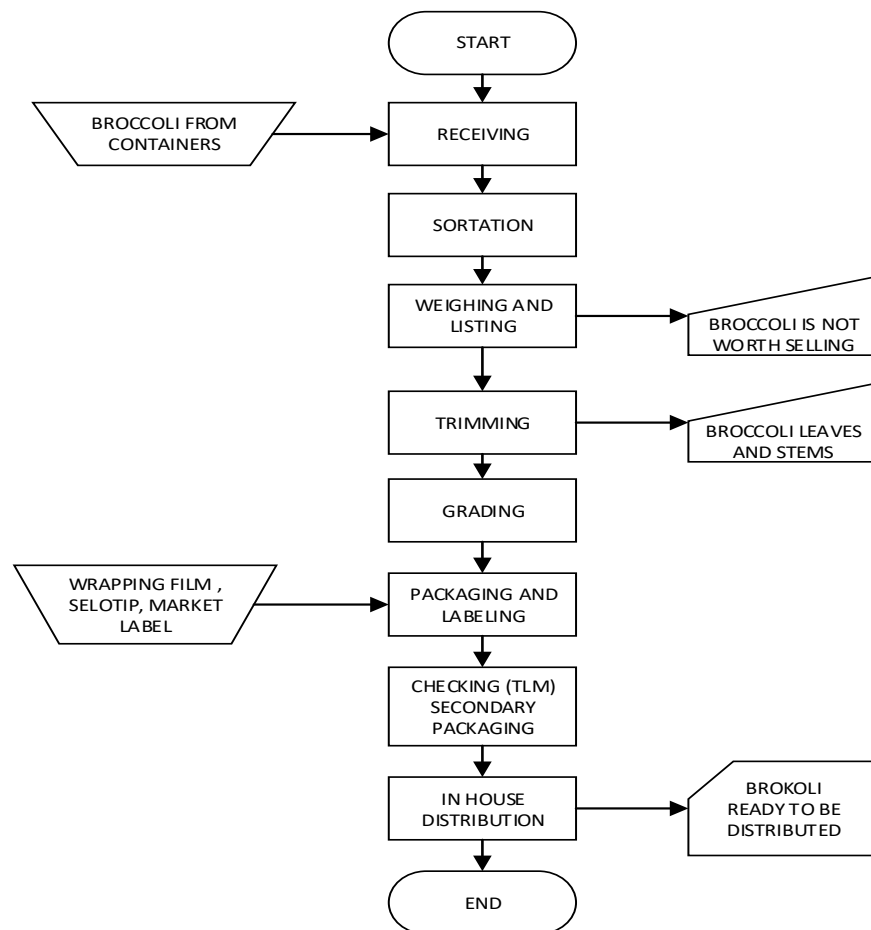 START
BROCCOLI FROM
CONTAINERS
RECEIVING
SORTATION
WEIGHING AND
LISTING
BROCCOLI IS NOT
WORTH SELLING
TRIMMING
BROCCOLI LEAVES
AND STEMS
GRADING
WRAPPING FILM ,
SELOTIP, MARKET
LABEL
PACKAGING AND
LABELING
CHECKING (TLM)
SECONDARY
PACKAGING
IN HOUSE
DISTRIBUTION
BROKOLI
READY TO BE
DISTRIBUTED
END